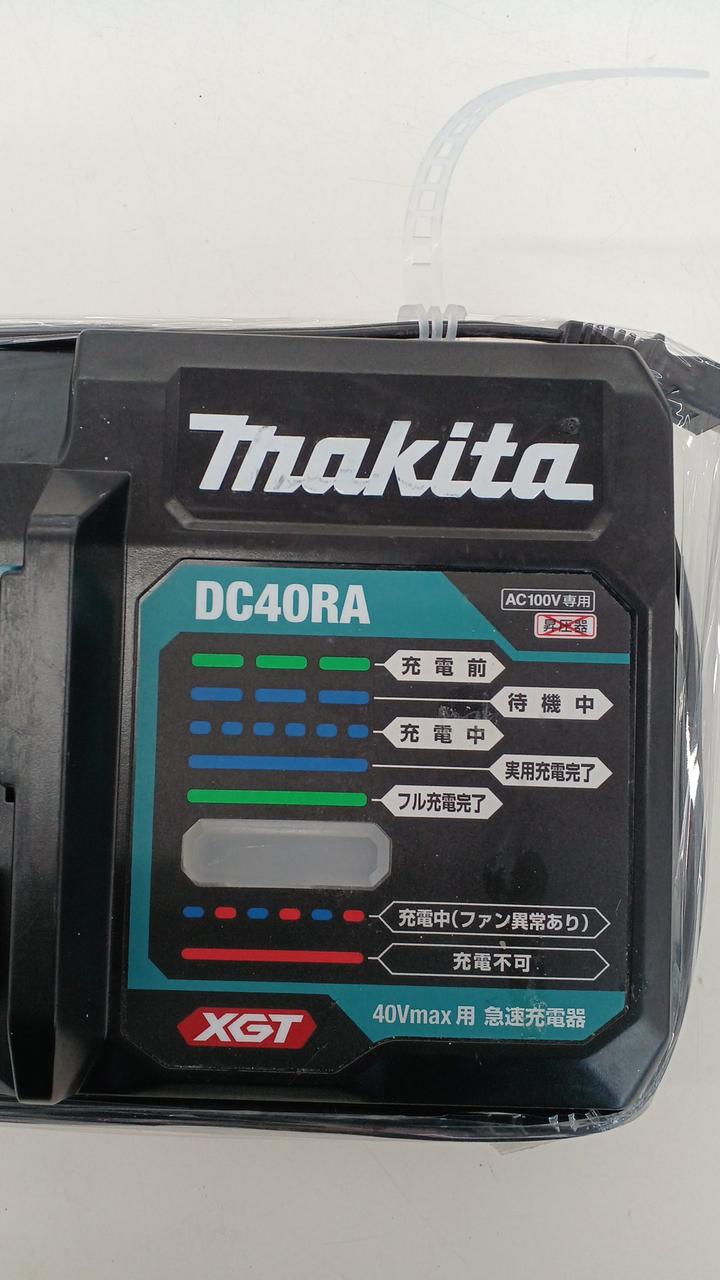 makita
DC40RA
AC100V専用
昇圧器
充電前
待機中
充電中
実用充電完了
フル充電完了
充電中(ファン異常あり)
充電不可
XGT
40Vmax用 急速充電器